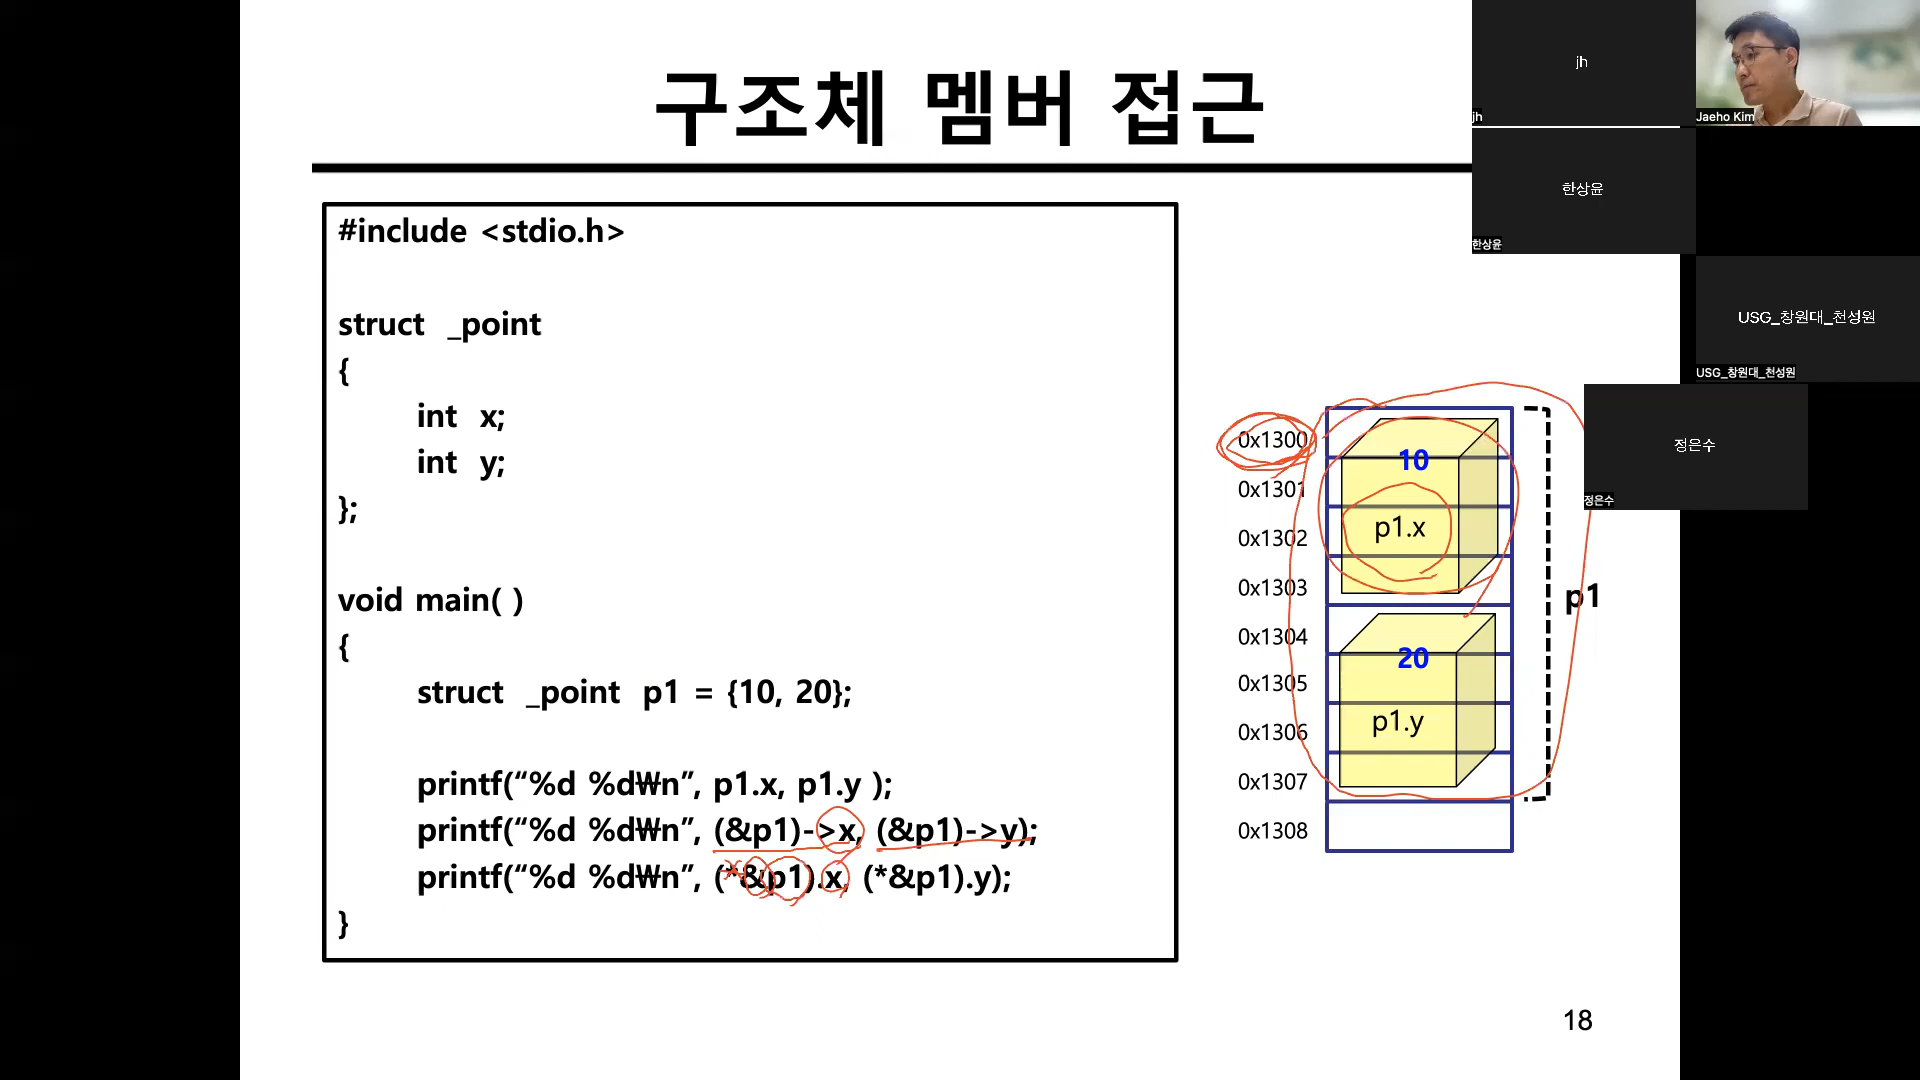 구조체 멤버 접근
#include <stdio.h>
struct _point
{
int x;
int y;
};
void main( )
{
struct _point p1 = {10, 20};
printf(“%d %d₩n”, p1.x, p1.y );
printf(“%d %d₩n”, (&p1)->x, (&p1)->y);
printf(“%d %d₩n”, (*&p1).x, (*&p1).y);
}
0x1300
0x1301
0x1302
0x1303
0x1304
0x1305
0x1306
0x1307
0x1308
10
p1.x
20
p1.y
p1
18
jh
jh
Jaeho Kim
한상윤
한상윤
USG_창원대_천성원
USG_창원대_천성원
정은수
정은수